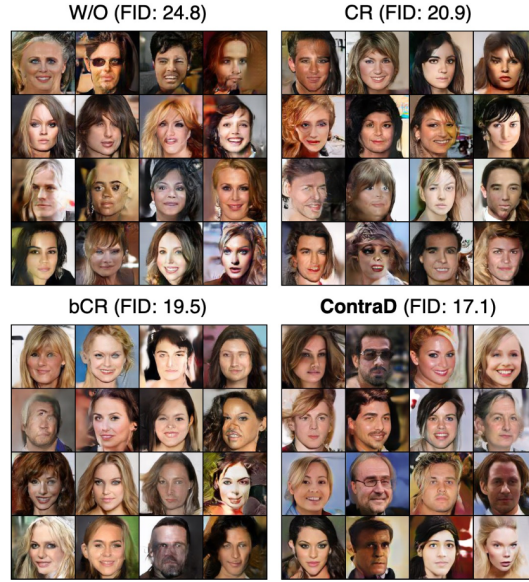 W/O (FID: 24.8)
CR (FID: 20.9)
bCR (FID: 19.5)
ContraD (FID: 17.1)